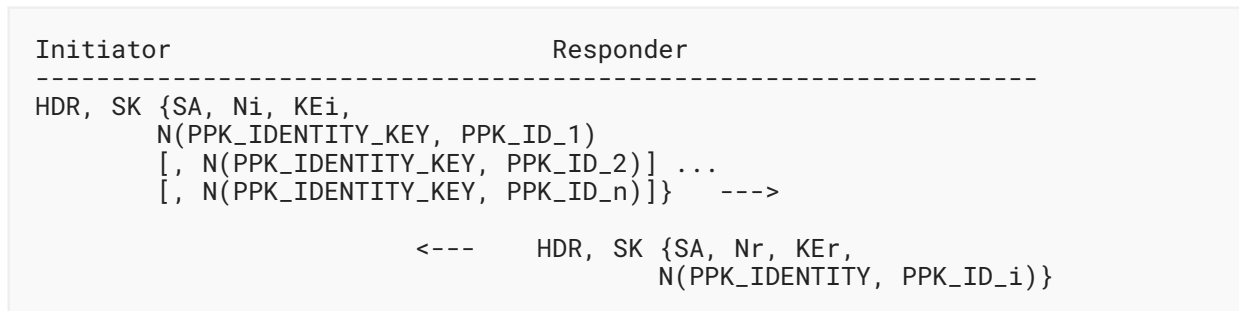 Initiator                         Responder
------------------------------------------------------------------
HDR, SK {SA, Ni, KEi,
        N(PPK_IDENTITY_KEY, PPK_ID_1)
        [, N(PPK_IDENTITY_KEY, PPK_ID_2)] ...
        [, N(PPK_IDENTITY_KEY, PPK_ID_n)]}   --->
                         <---    HDR, SK {SA, Nr, KEr,
                                         N(PPK_IDENTITY, PPK_ID_i)}